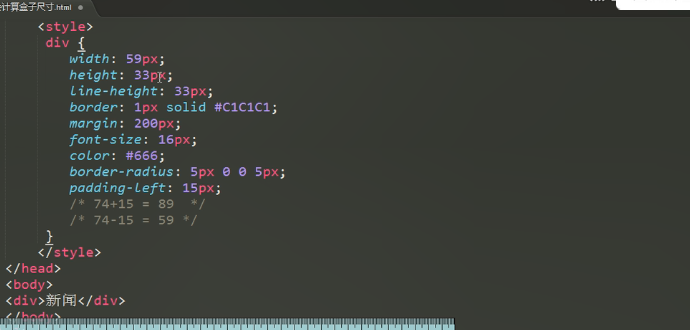 计算盒子尺寸.html
<style>
div {
width: 59px;
height: 33px;
line-height: 33px;
border: 1px solid #C1C1C1;
margin: 200px;
font-size: 16px;
color: #666;
border-radius: 5px 0 0 5px;
padding-left: 15px;
/* 74+15 = 89  */
/* 74-15 = 59 */
}
</style>
</head>
<body>
<div>新闻</div>
</body>